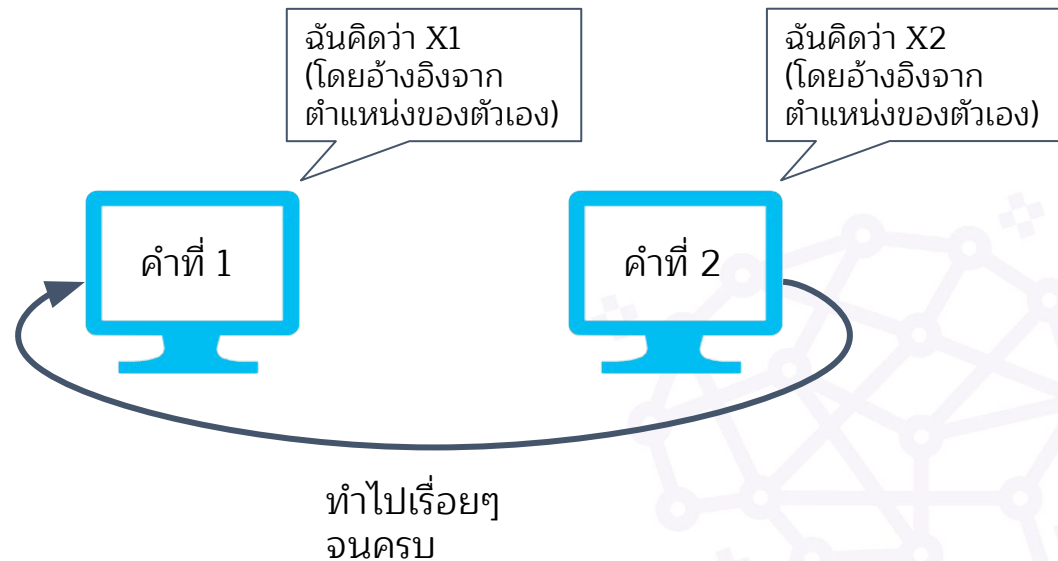 ฉันคิดว่า X1
(โดยอ้างอิงจาก
ตำแหน่งของตัวเอง)
ฉันคิดว่า X2
(โดยอ้างอิงจาก
ตำแหน่งของตัวเอง)
คำที่ 1
คำที่ 2
ทำไปเรื่อยๆ
จนครบ